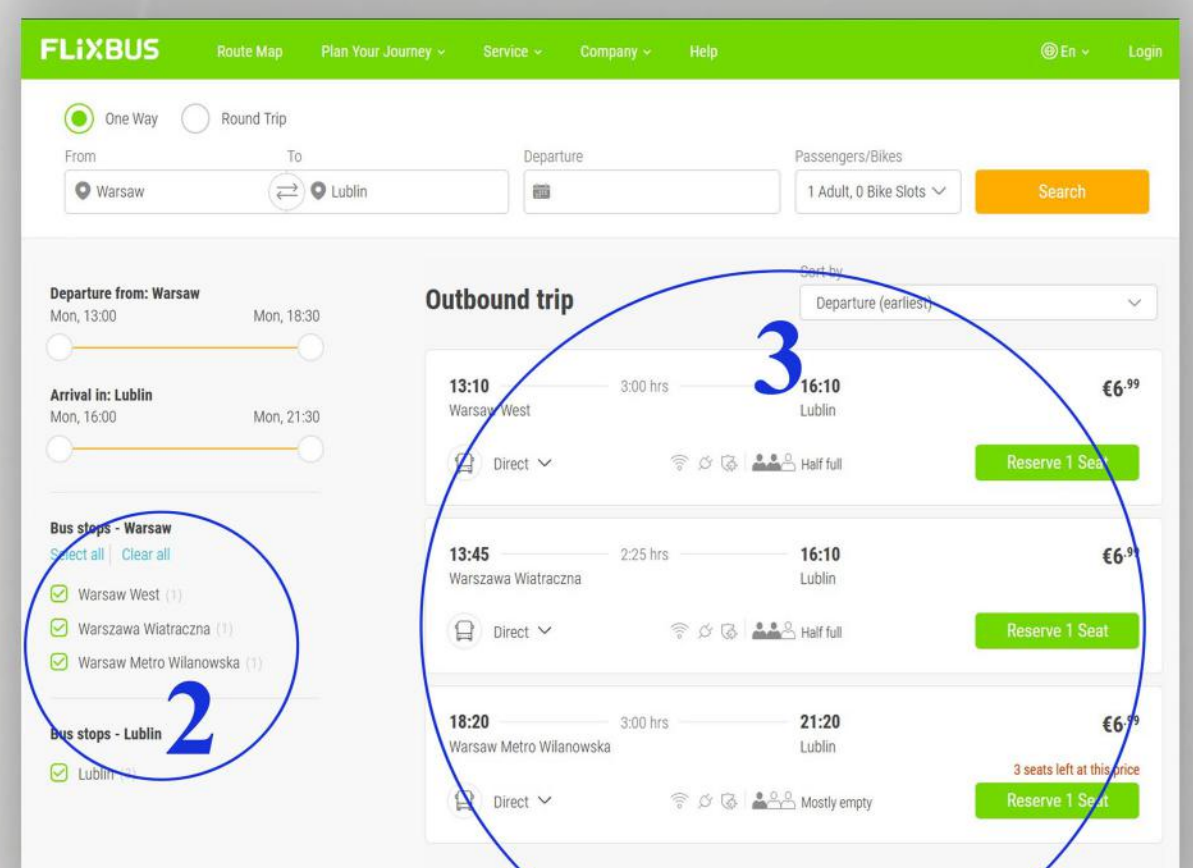 FLiXBUS Route Map Plan Your Journey Service Company Help En Login
One Way Round Trip
From To Departure Passengers/Bikes
Warsaw Lublin 1 Adult, 0 Bike Slots Search
Departure from: Warsaw
Mon, 13:00 Mon, 18:30
Arrival in: Lublin
Mon, 16:00 Mon, 21:30
Bus stops - Warsaw
Select all | Clear all
Warsaw West (1)
Warszawa Wiatraczna (1)
Warsaw Metro Wilanowska (1)
2
Bus stops - Lublin
Lublin
Sort by
Outbound trip Departure (earliest)
3
13:10 3:00 hrs 16:10 €6.99
Warsaw West Lublin
Direct Half full Reserve 1 Seat
13:45 2:25 hrs 16:10 €6.99
Warszawa Wiatraczna Lublin
Direct Half full Reserve 1 Seat
18:20 3:00 hrs 21:20 €6.99
Warsaw Metro Wilanowska Lublin
3 seats left at this price
Direct Mostly empty Reserve 1 Seat